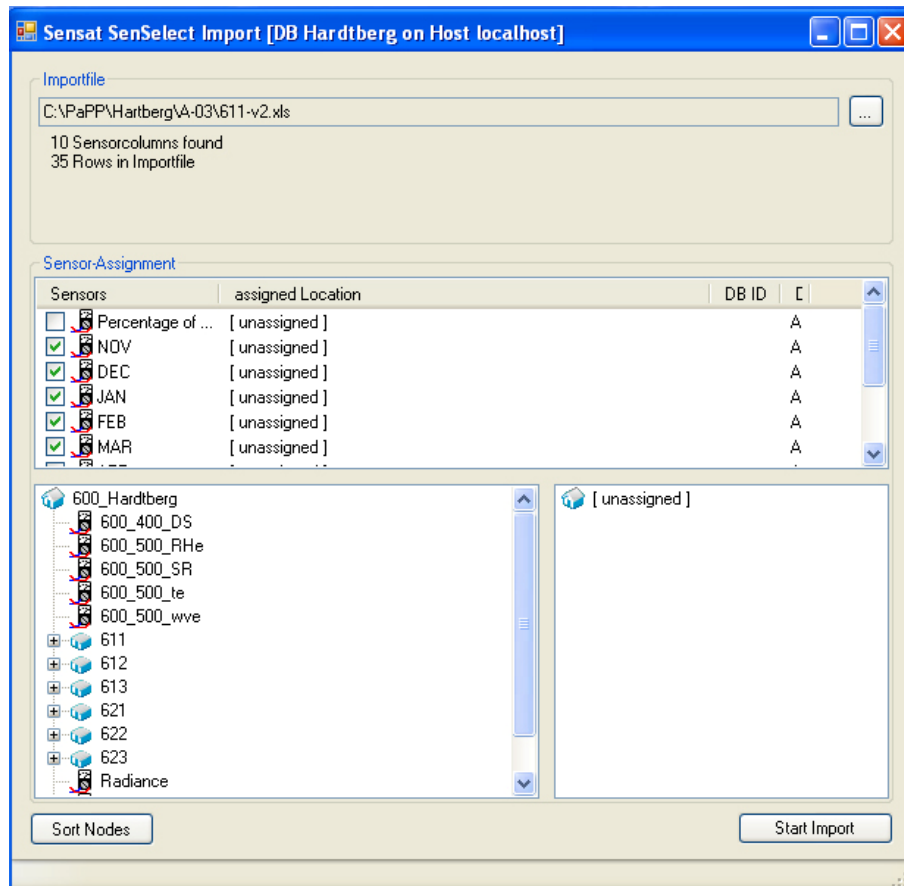 Sensat SenSelect Import [DB Hardtberg on Host localhost]
Importfile
C:\PaPP\Hartberg\A-03\611-v2.xls
...
10 Sensorcolumns found
35 Rows in Importfile
Sensor-Assignment
Sensors assigned Location DB ID
Percentage of ... [ unassigned ] A
NOV [ unassigned ] A
DEC [ unassigned ] A
JAN [ unassigned ] A
FEB [ unassigned ] A
MAR [ unassigned ] A
600_Hardtberg
600_400_DS
600_500_RHe
600_500_SR
600_500_te
600_500_wve
611
612
613
621
622
623
Radiance
[ unassigned ]
Sort Nodes
Start Import